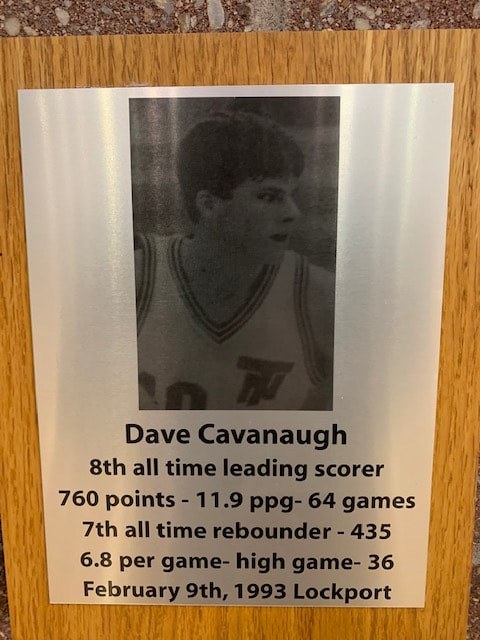 TN
Dave Cavanaugh
8th all time leading scorer
760 points - 11.9 ppg- 64 games
7th all time rebounder - 435
6.8 per game- high game- 36
February 9th, 1993 Lockport